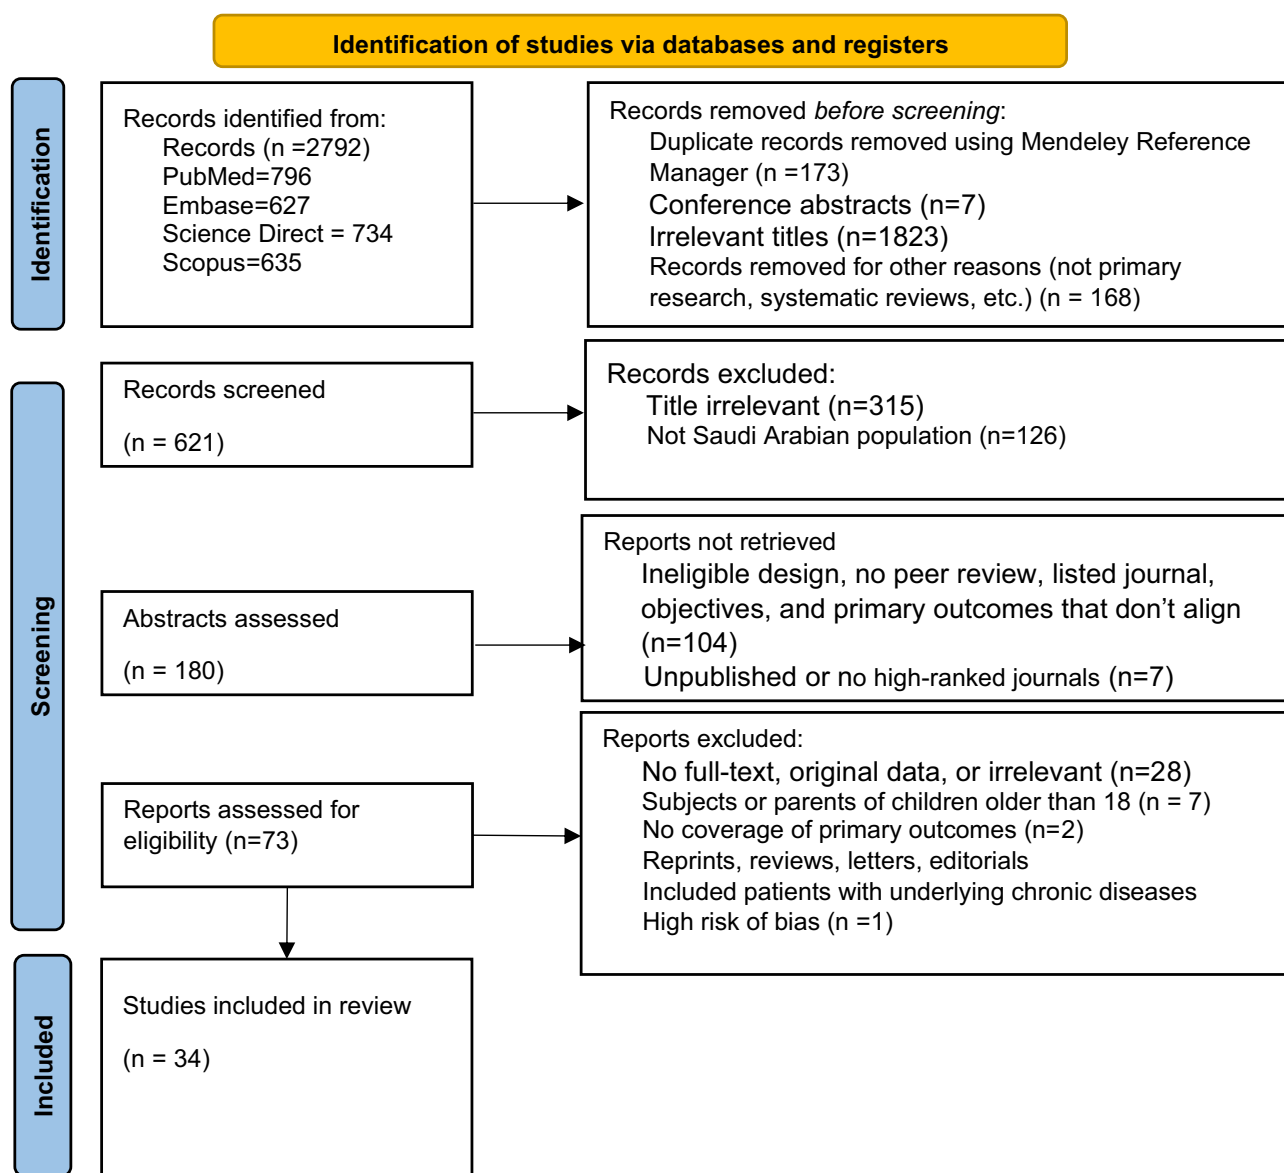 Identification of studies via databases and registers
Identification
Records identified from:
Records (n =2792)
PubMed=796
Embase=627
Science Direct = 734
Scopus=635
Records removed before screening:
Duplicate records removed using Mendeley Reference
Manager (n =173)
Conference abstracts (n=7)
Irrelevant titles (n=1823)
Records removed for other reasons (not primary
research, systematic reviews, etc.) (n = 168)
Screening
Records screened
(n = 621)
Records excluded:
Title irrelevant (n=315)
Not Saudi Arabian population (n=126)
Abstracts assessed
(n = 180)
Reports not retrieved
Ineligible design, no peer review, listed journal,
objectives, and primary outcomes that don’t align
(n=104)
Unpublished or no high-ranked journals (n=7)
Reports assessed for
eligibility (n=73)
Reports excluded:
No full-text, original data, or irrelevant (n=28)
Subjects or parents of children older than 18 (n = 7)
No coverage of primary outcomes (n=2)
Reprints, reviews, letters, editorials
Included patients with underlying chronic diseases
High risk of bias (n =1)
Included
Studies included in review
(n = 34)